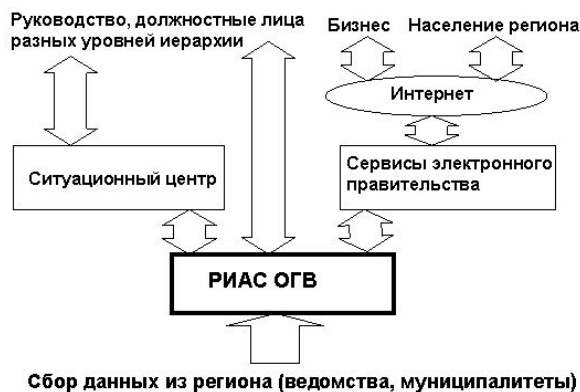 Руководство, должностные лица
разных уровней иерархии
Бизнес Население региона
Интернет
Ситуационный центр
Сервисы электронного
правительства
РИАС ОГВ
Сбор данных из региона (ведомства, муниципалитеты)